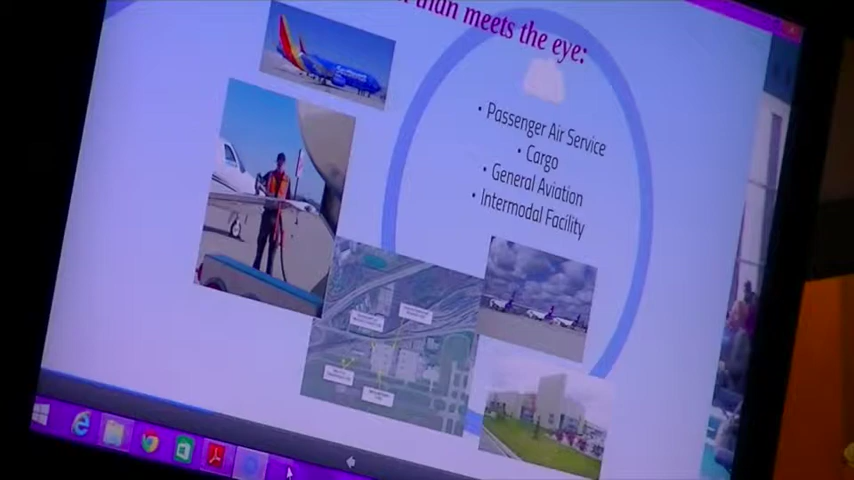 than meets the eye:
• Passenger Air Service
• Cargo
• General Aviation
• Intermodal Facility